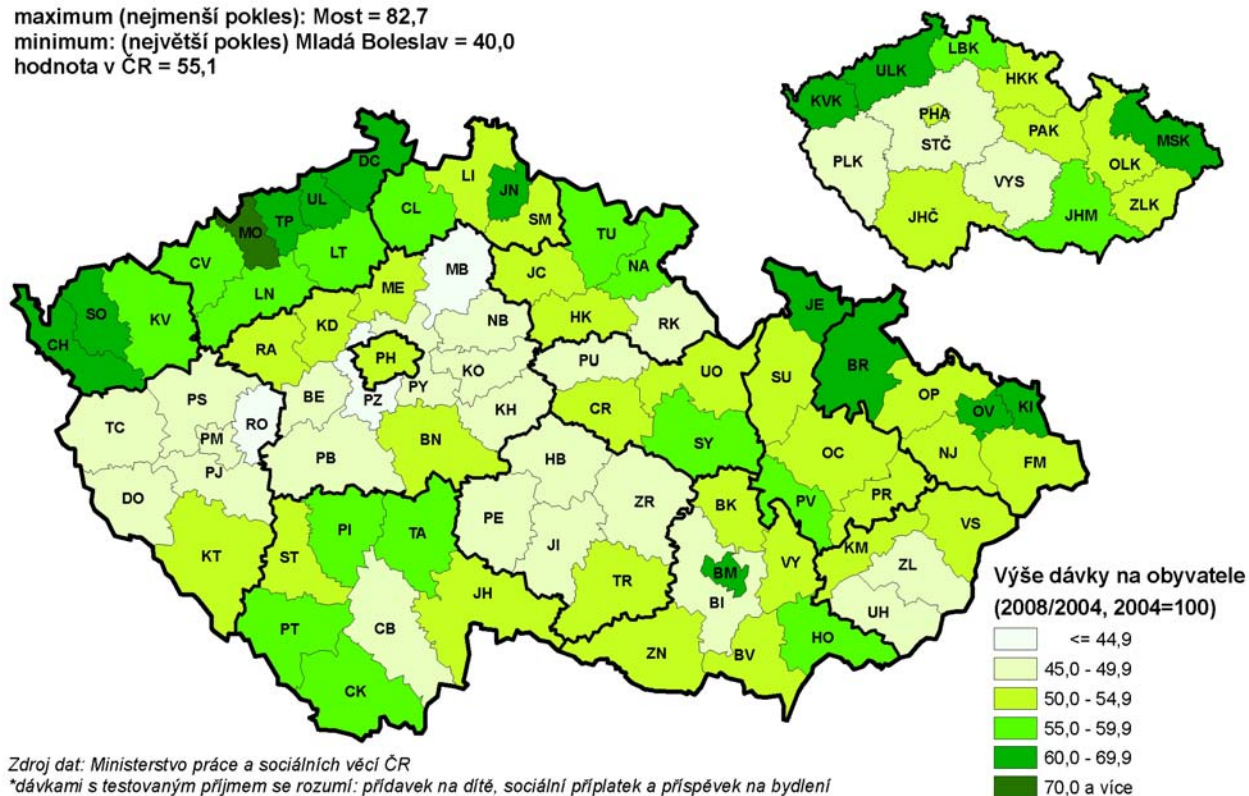 maximum (nejmenší pokles): Most = 82,7
minimum: (největší pokles) Mladá Boleslav = 40,0
hodnota v ČR = 55,1
LBK
ULK
HKK
KVK
PHA
STČ
PAK
MSK
PLK
OLK
VYS
ZLK
JHČ
JHM
DC
LI
JN
UL
TP
CL
SM
MO
TU
LT
CV
MB
NA
JC
LN
ME
JE
SO
KV
KD
NB
HK
RK
CH
RA
PH
PU
KO
UO
SU
BR
PS
BE
PY
OP
PZ
OV
KI
TC
RO
KH
CR
PM
BN
SY
OC
NJ
FM
PB
HB
PJ
DO
PV
PR
ZR
BK
PI
TA
PE
VS
KT
ST
JI
KM
VY
ZL
BM
TR
BI
JH
UH
CB
PT
HO
ZN
BV
CK
Výše dávky na obyvatele
(2008/2004, 2004=100)
<= 44,9
45,0 - 49,9
50,0 - 54,9
55,0 - 59,9
60,0 - 69,9
70,0 a více
Zdroj dat: Ministerstvo práce a sociálních věcí ČR
*dávkami s testovaným příjmem se rozumí: přídavek na dítě, sociální příplatek a příspěvek na bydlení